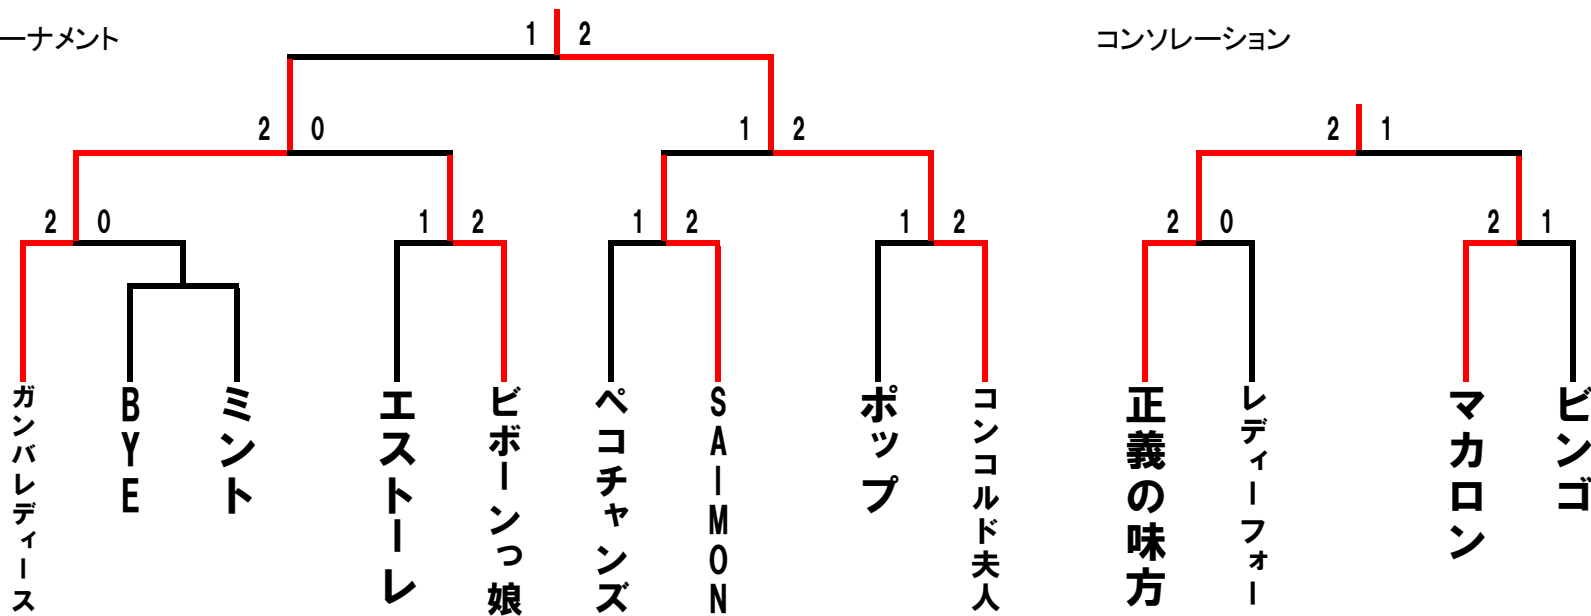 ーナメント
コンソレーション
1 2
2 0
1 2
2 1
2 0
1 2
1 2
1 2
2 0
2 1
ガンバレディース
BYE
ミント
エストーレ
ビボーンっ娘
ペコチャンズ
SAIMON
ポップ
コンコルド夫人
正義の味方
レディーフォー
マカロン
ビンゴ